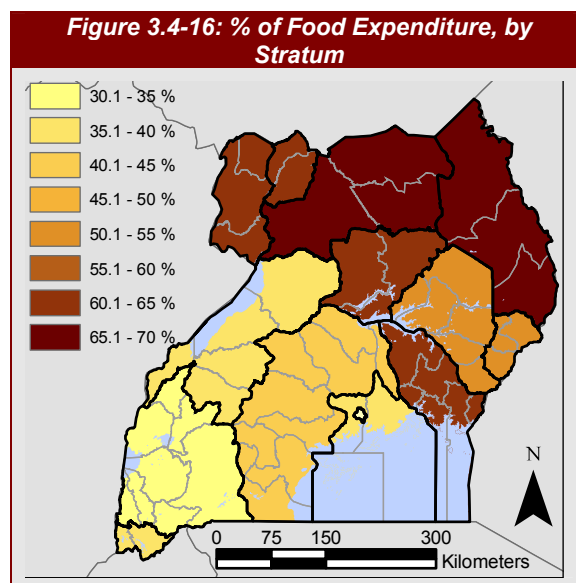 Figure 3.4-16: % of Food Expenditure, by
Stratum
30.1 - 35 %
35.1 - 40 %
40.1 - 45 %
45.1 - 50 %
50.1 - 55 %
55.1 - 60 %
60.1 - 65 %
65.1 - 70 %
N
0 75 150 300
Kilometers